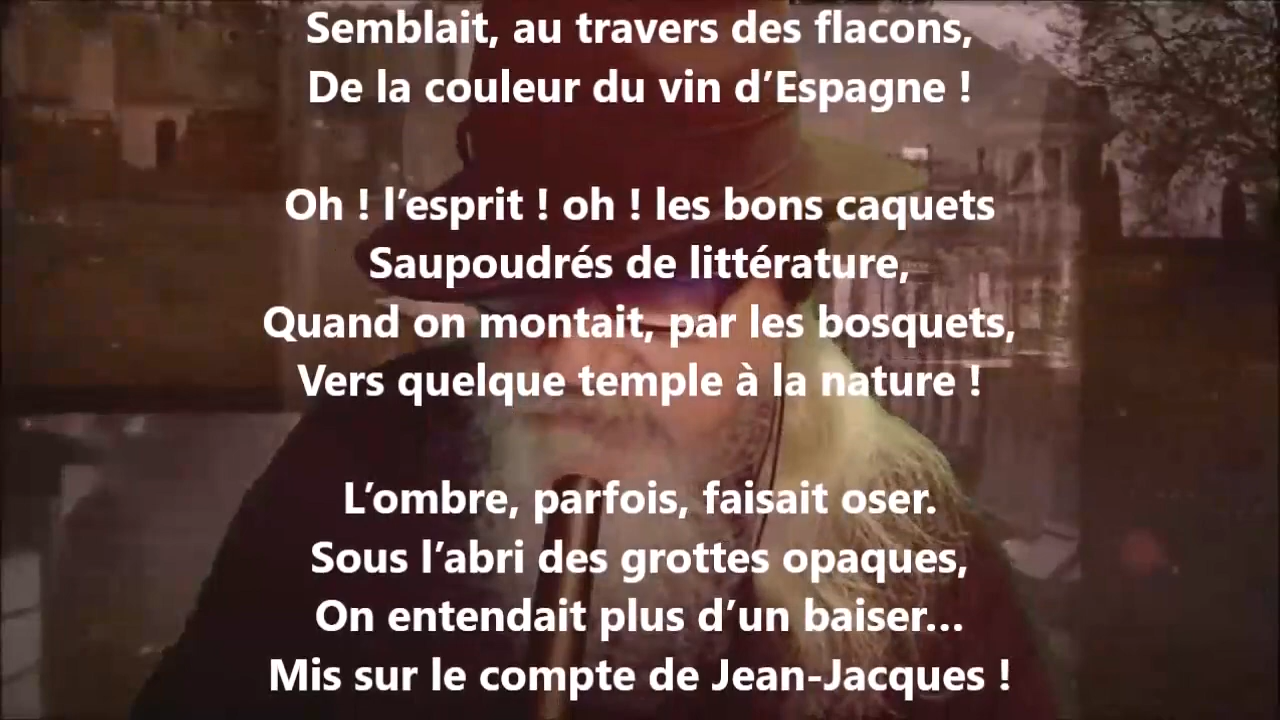 Semblait, au travers des flacons,
De la couleur du vin d’Espagne !
Oh ! l’esprit ! oh ! les bons caquets
Saupoudrés de littérature,
Quand on montait, par les bosquets,
Vers quelque temple à la nature !
L’ombre, parfois, faisait oser.
Sous l’abri des grottes opaques,
On entendait plus d’un baiser...
Mis sur le compte de Jean-Jacques !